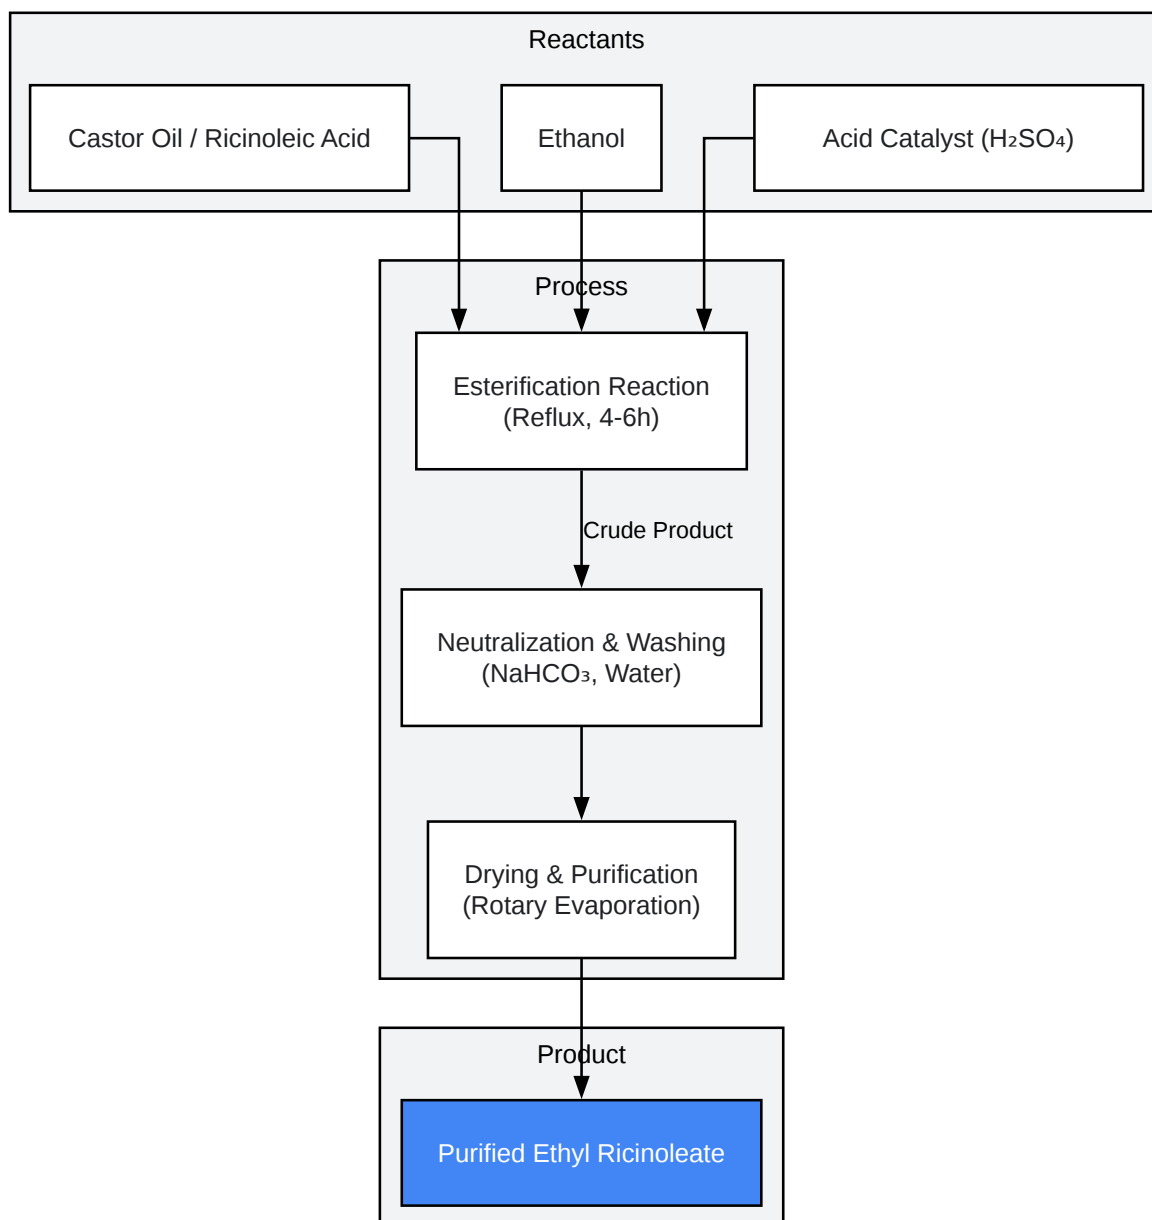 Reactants
Castor Oil / Ricinoleic Acid
Ethanol
Acid Catalyst (H₂SO₄)
Process
Esterification Reaction
(Reflux, 4-6h)
Crude Product
Neutralization & Washing
(NaHCO₃, Water)
Drying & Purification
(Rotary Evaporation)
Product
Purified Ethyl Ricinoleate